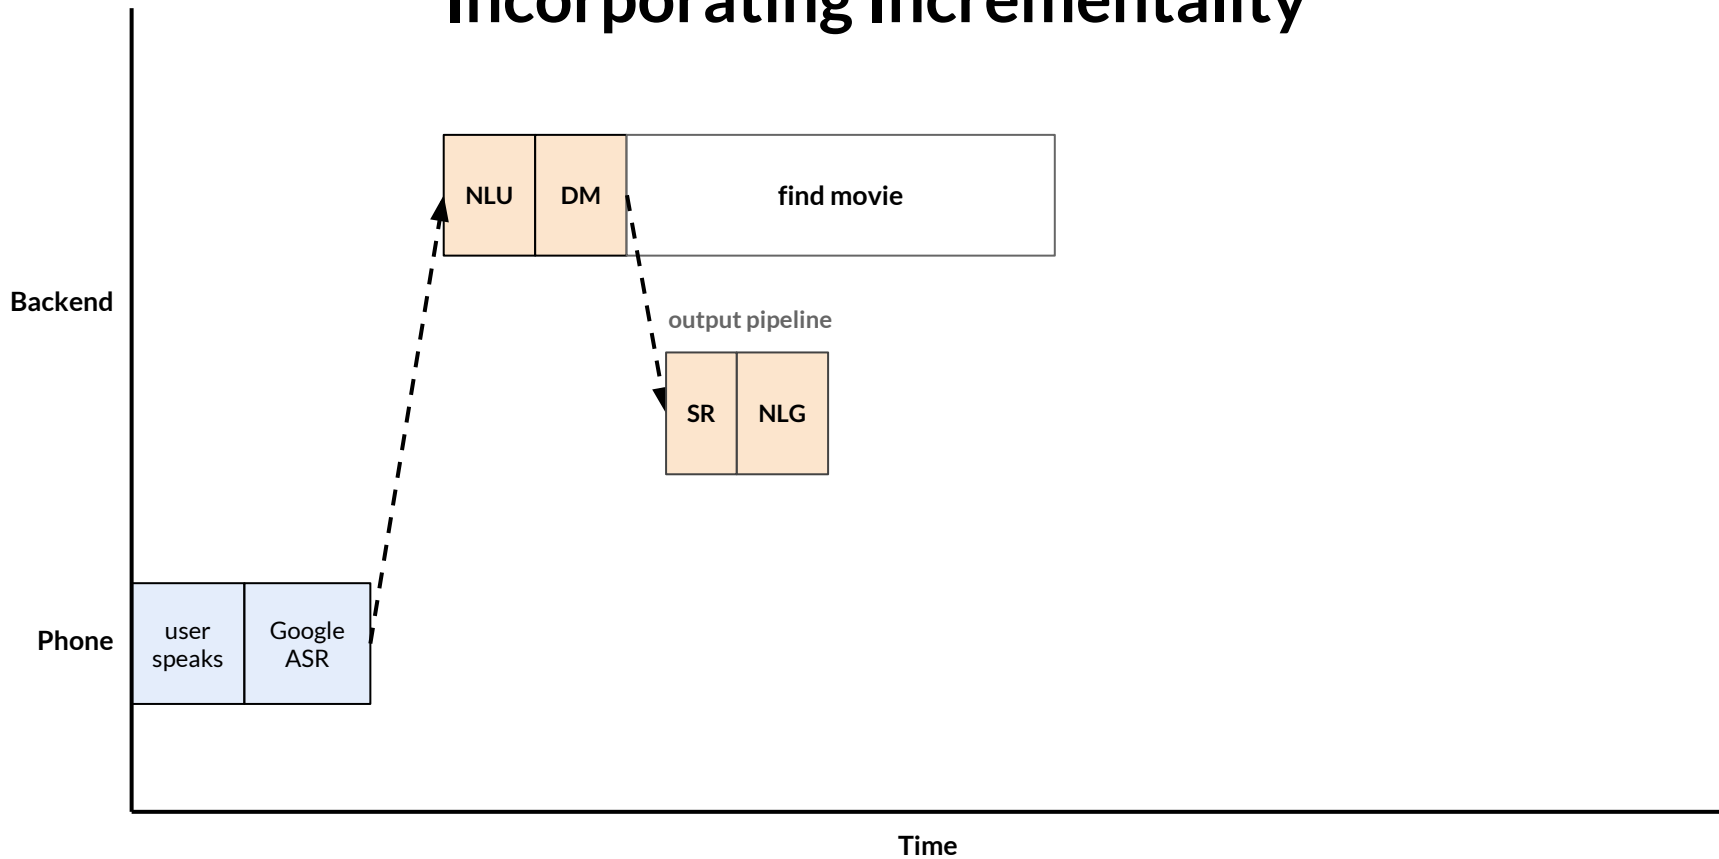 Incorporating Incrementality
NLU
DM
find movie
Backend
output pipeline
SR
NLG
Phone
user
speaks
Google
ASR
Time